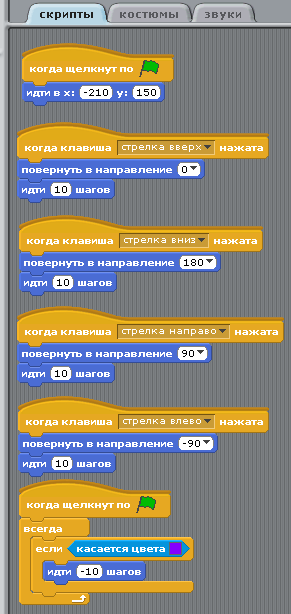 скрипты костюмы звуки
когда щелкнут по
идти в x: -210 y: 150
когда клавиша стрелка вверх нажата
повернуть в направление 0
идти 10 шагов
когда клавиша стрелка вниз нажата
повернуть в направление 180
идти 10 шагов
когда клавиша стрелка направо нажата
повернуть в направление 90
идти 10 шагов
когда клавиша стрелка влево нажата
повернуть в направление -90
идти 10 шагов
когда щелкнут по
всегда
если касается цвета
идти -10 шагов